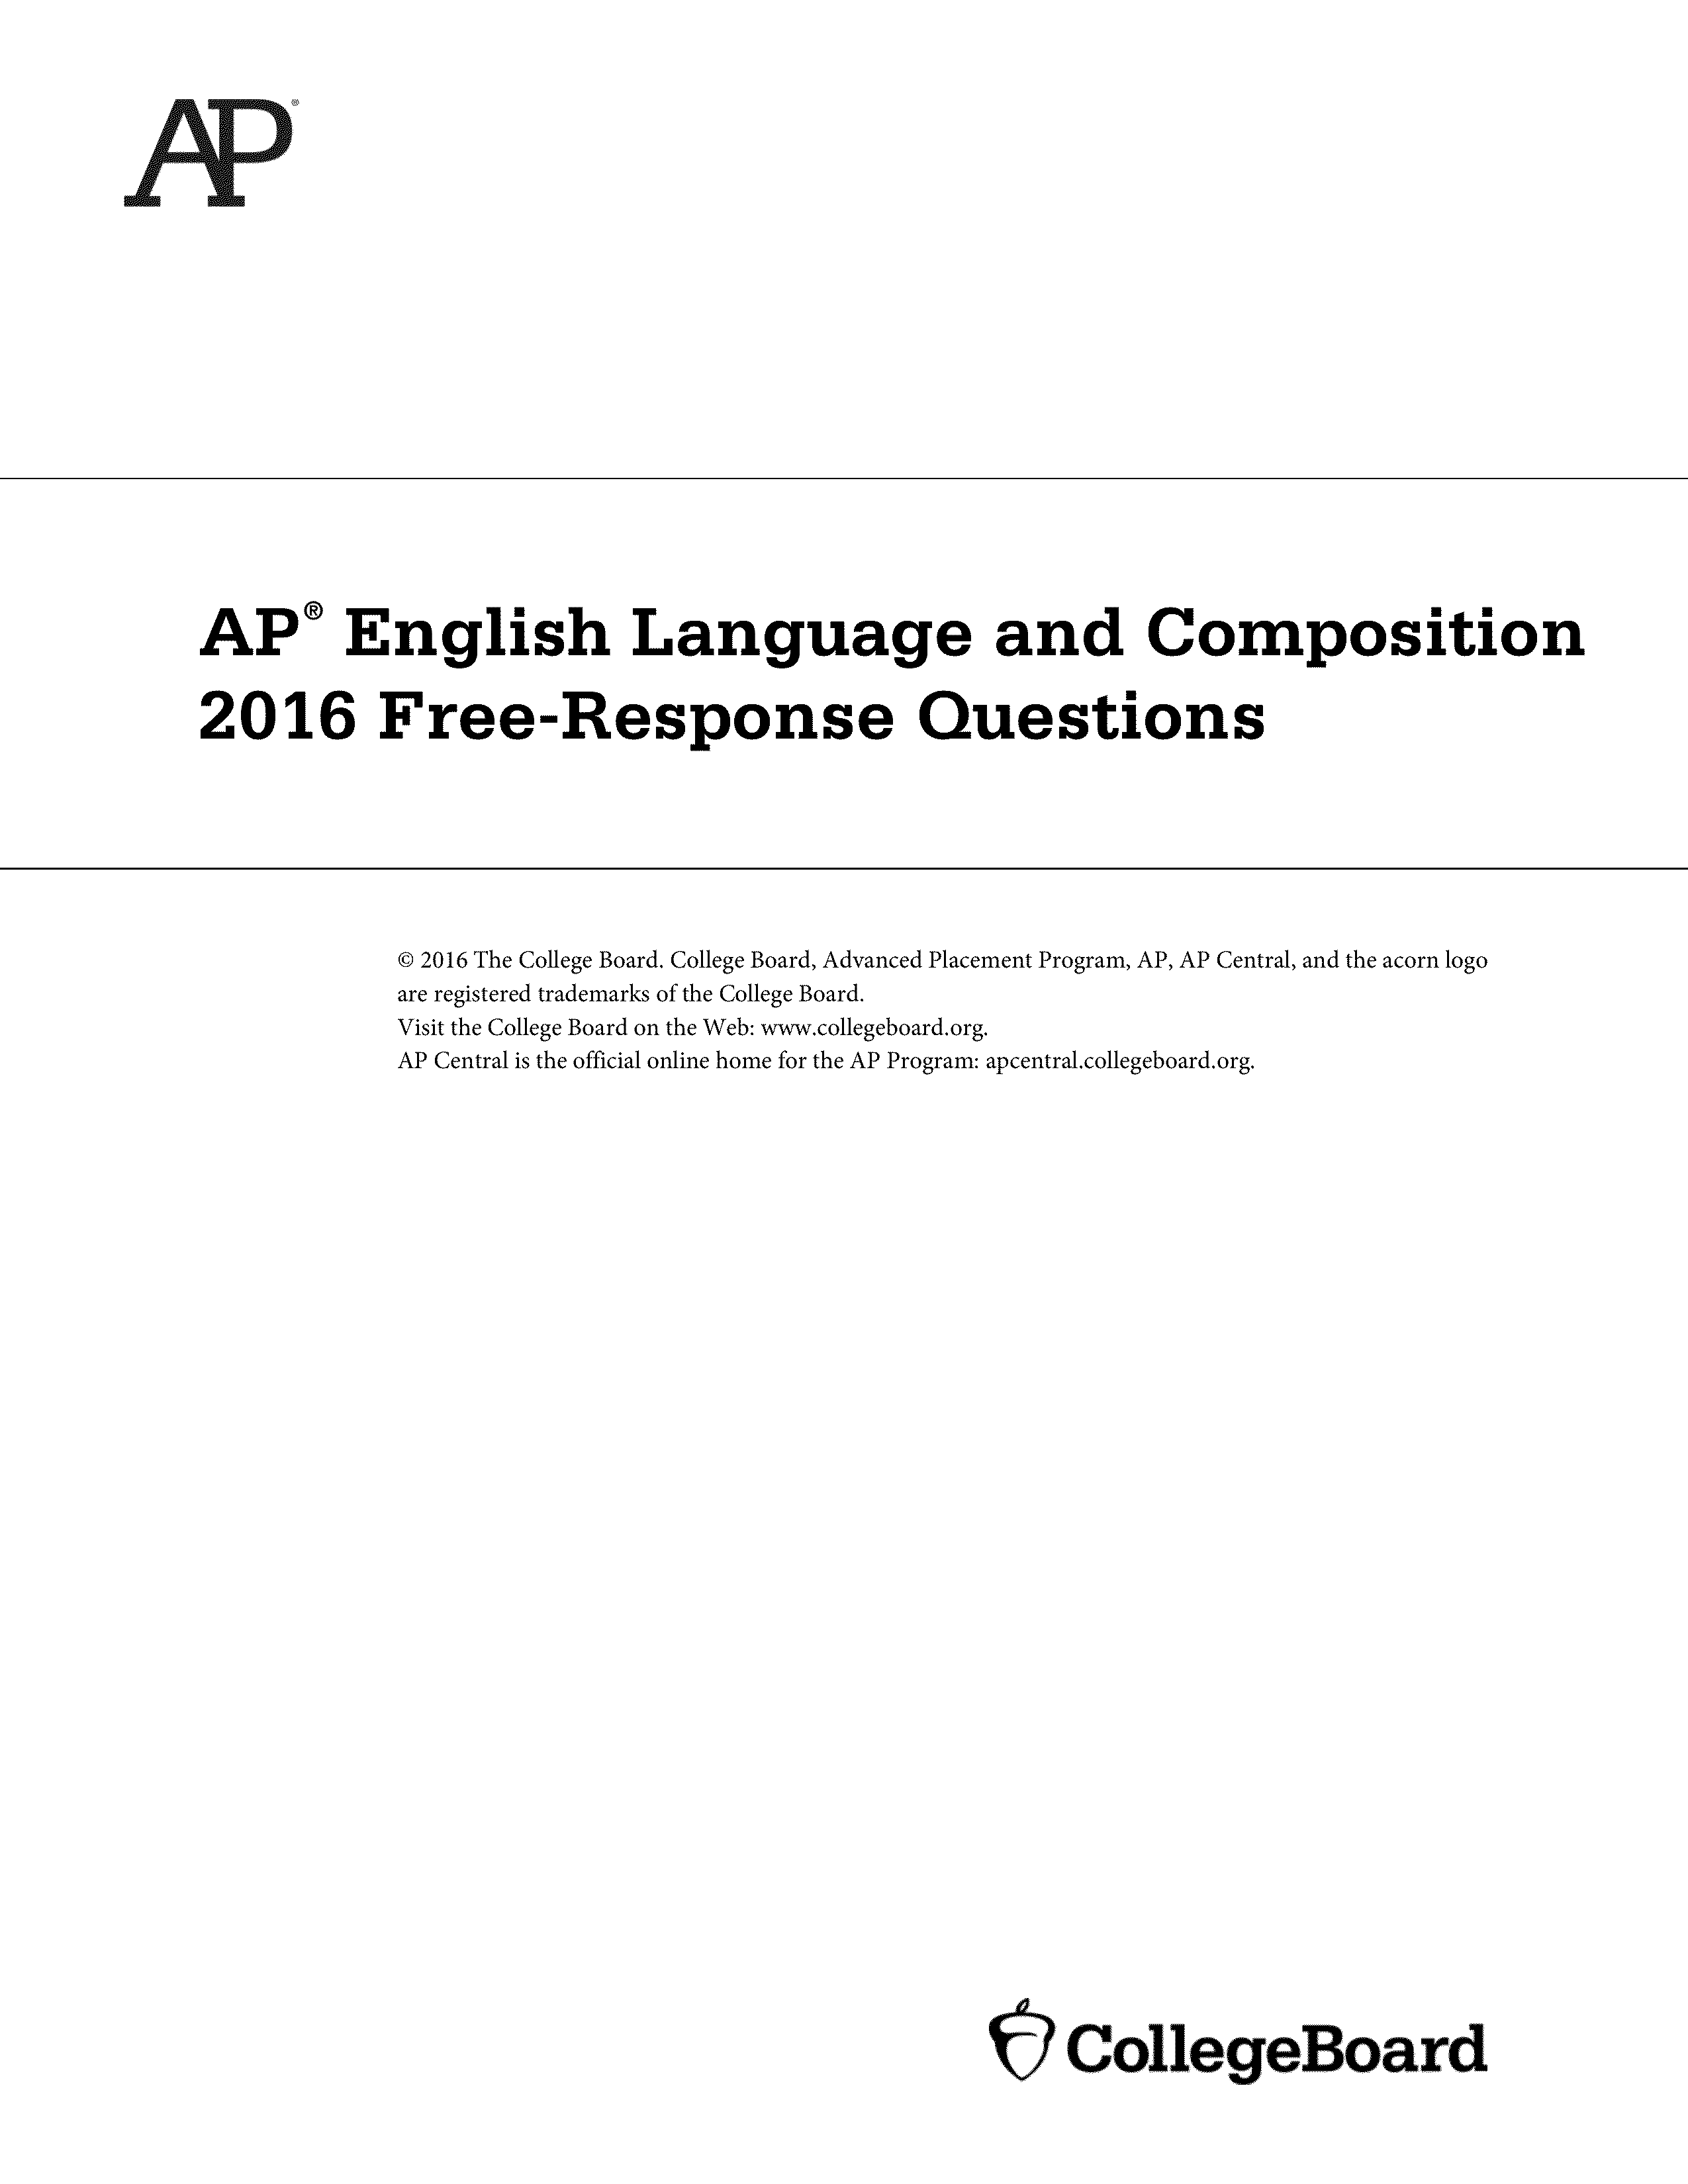 AP®
AP® English Language and Composition
2016 Free-Response Questions
© 2016 The College Board. College Board, Advanced Placement Program, AP, AP Central, and the acorn logo
are registered trademarks of the College Board.
Visit the College Board on the Web: www.collegeboard.org.
AP Central is the official online home for the AP Program: apcentral.collegeboard.org.
CollegeBoard